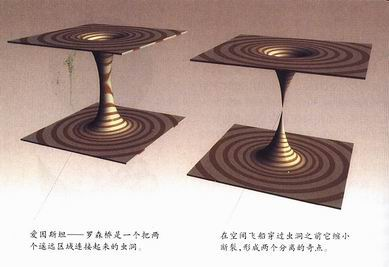 爱因斯坦——罗森桥是一个把两
个遥远区域连接起来的虫洞。
在空间飞船穿过虫洞之前它缩小
断裂,形成两个分离的奇点。